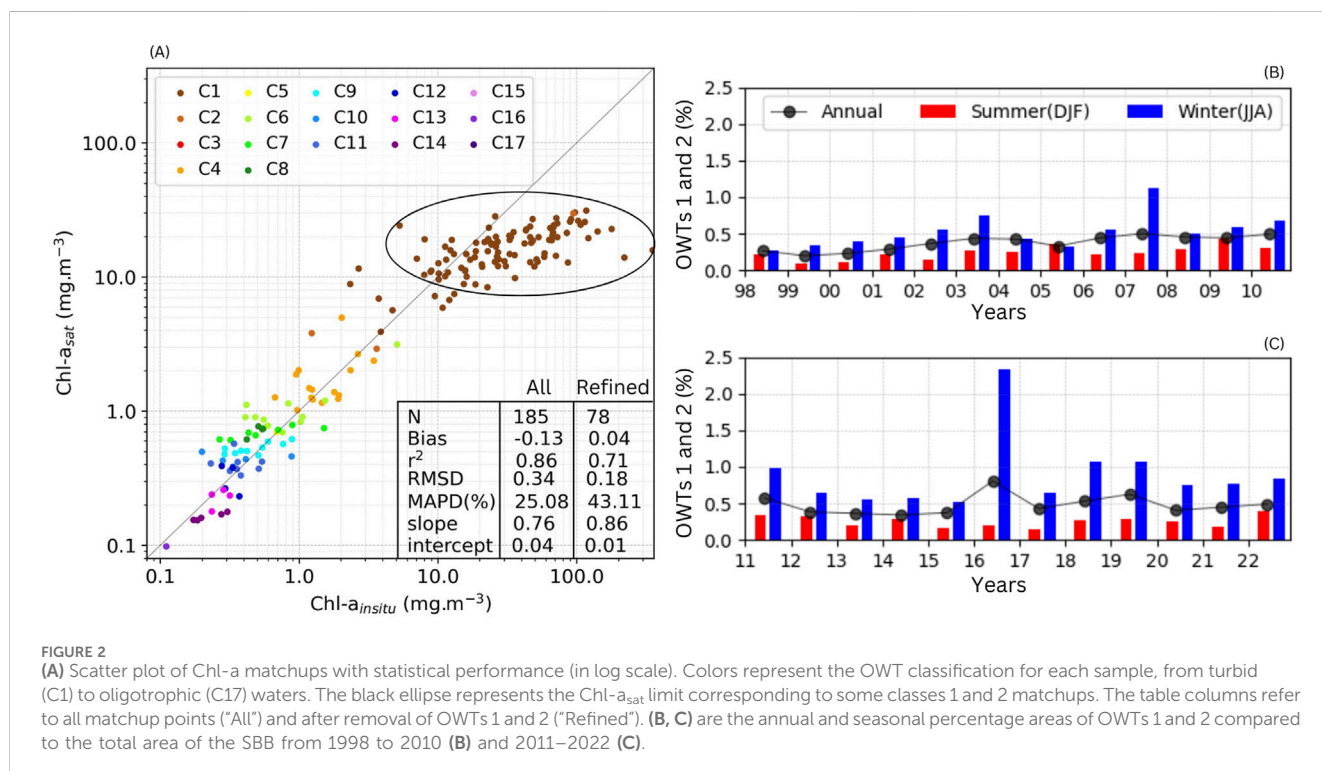 (A)
C1 C5 C9 C12 C15
C2 C6 C10 C13 C16
C3 C7 C11 C14 C17
C4 C8
100.0
10.0
1.0
0.1
Chl-a_sat (mg.m⁻³)
All Refined
N 185 78
Bias -0.13 0.04
r² 0.86 0.71
RMSD 0.34 0.18
MAPD(%) 25.08 43.11
slope 0.76 0.86
intercept 0.04 0.01
0.1 1.0 10.0 100.0
Chl-a_insitu (mg.m⁻³)
(B)
Annual Summer(DJF) Winter(JJA)
2.5
2.0
1.5
1.0
0.5
0.0
OWTs 1 and 2 (%)
98 99 00 01 02 03 04 05 06 07 08 09 10
Years
(C)
2.5
2.0
1.5
1.0
0.5
0.0
OWTs 1 and 2 (%)
11 12 13 14 15 16 17 18 19 20 21 22
Years
FIGURE 2
(A) Scatter plot of Chl-a matchups with statistical performance (in log scale). Colors represent the OWT classification for each sample, from turbid
(C1) to oligotrophic (C17) waters. The black ellipse represents the Chl-a_sat limit corresponding to some classes 1 and 2 matchups. The table columns refer
to all matchup points (“All”) and after removal of OWTs 1 and 2 (“Refined”). (B, C) are the annual and seasonal percentage areas of OWTs 1 and 2 compared
to the total area of the SBB from 1998 to 2010 (B) and 2011–2022 (C).